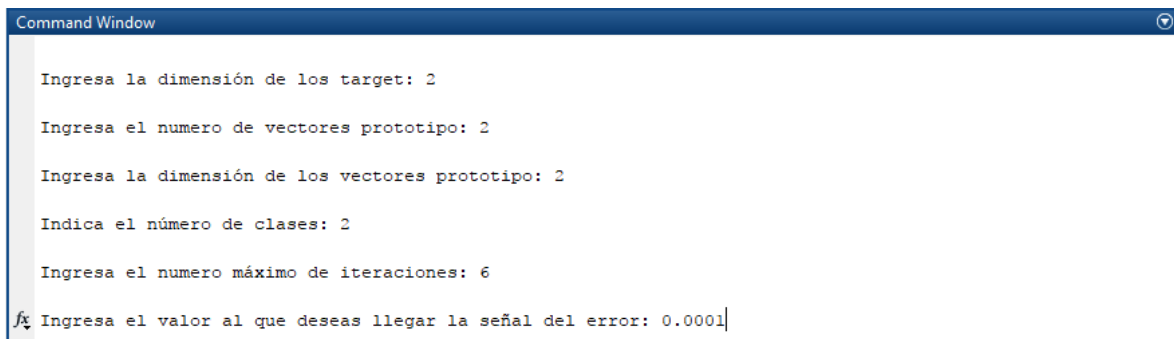 Command Window
Ingresa la dimensión de los target: 2
Ingresa el numero de vectores prototipo: 2
Ingresa la dimensión de los vectores prototipo: 2
Indica el número de clases: 2
Ingresa el numero máximo de iteraciones: 6
fx Ingresa el valor al que deseas llegar la señal del error: 0.0001